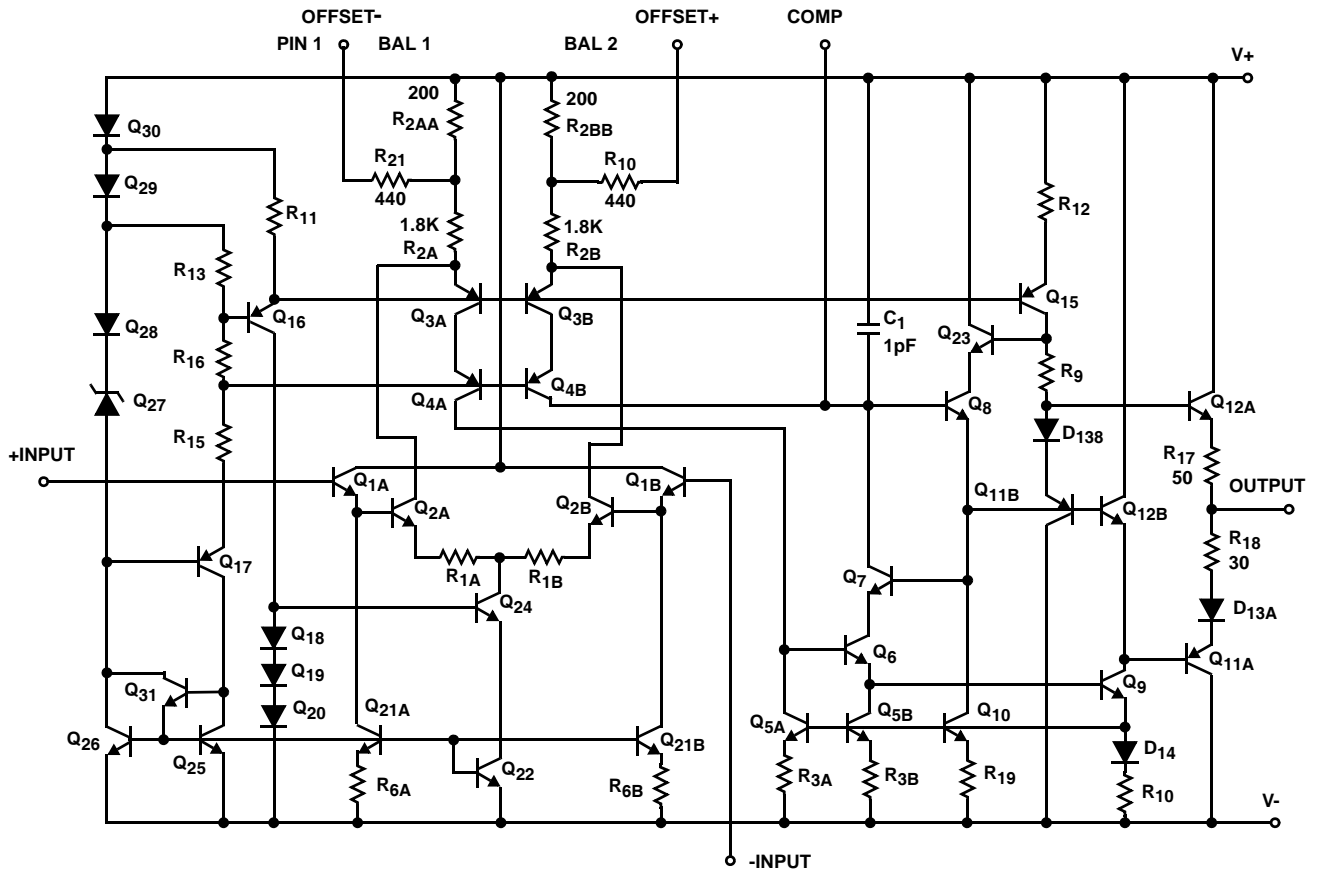 OFFSET- OFFSET+ COMP
PIN 1 BAL 1 BAL 2
V+
200 200
Q30 R2AA R2BB
R21 R10
Q29 440 440
R11 1.8K 1.8K R12
R2A R2B
R13
Q16 Q3A Q3B Q15
Q28 C1 Q23
R16 1pF
Q27 Q4A Q4B R9
Q8 Q12A
R15 D138
+INPUT R17
50
Q1A Q1B OUTPUT
Q2A Q2B Q11B Q12B
R18
30
Q17 R1A R1B Q7
Q24 D13A
Q18
Q6 Q11A
Q19
Q31 Q9
Q20 Q21A Q5A Q5B Q10
Q26 Q25 Q21B
Q22 D14
R6A R6B R3A R3B R19
R10
V-
-INPUT